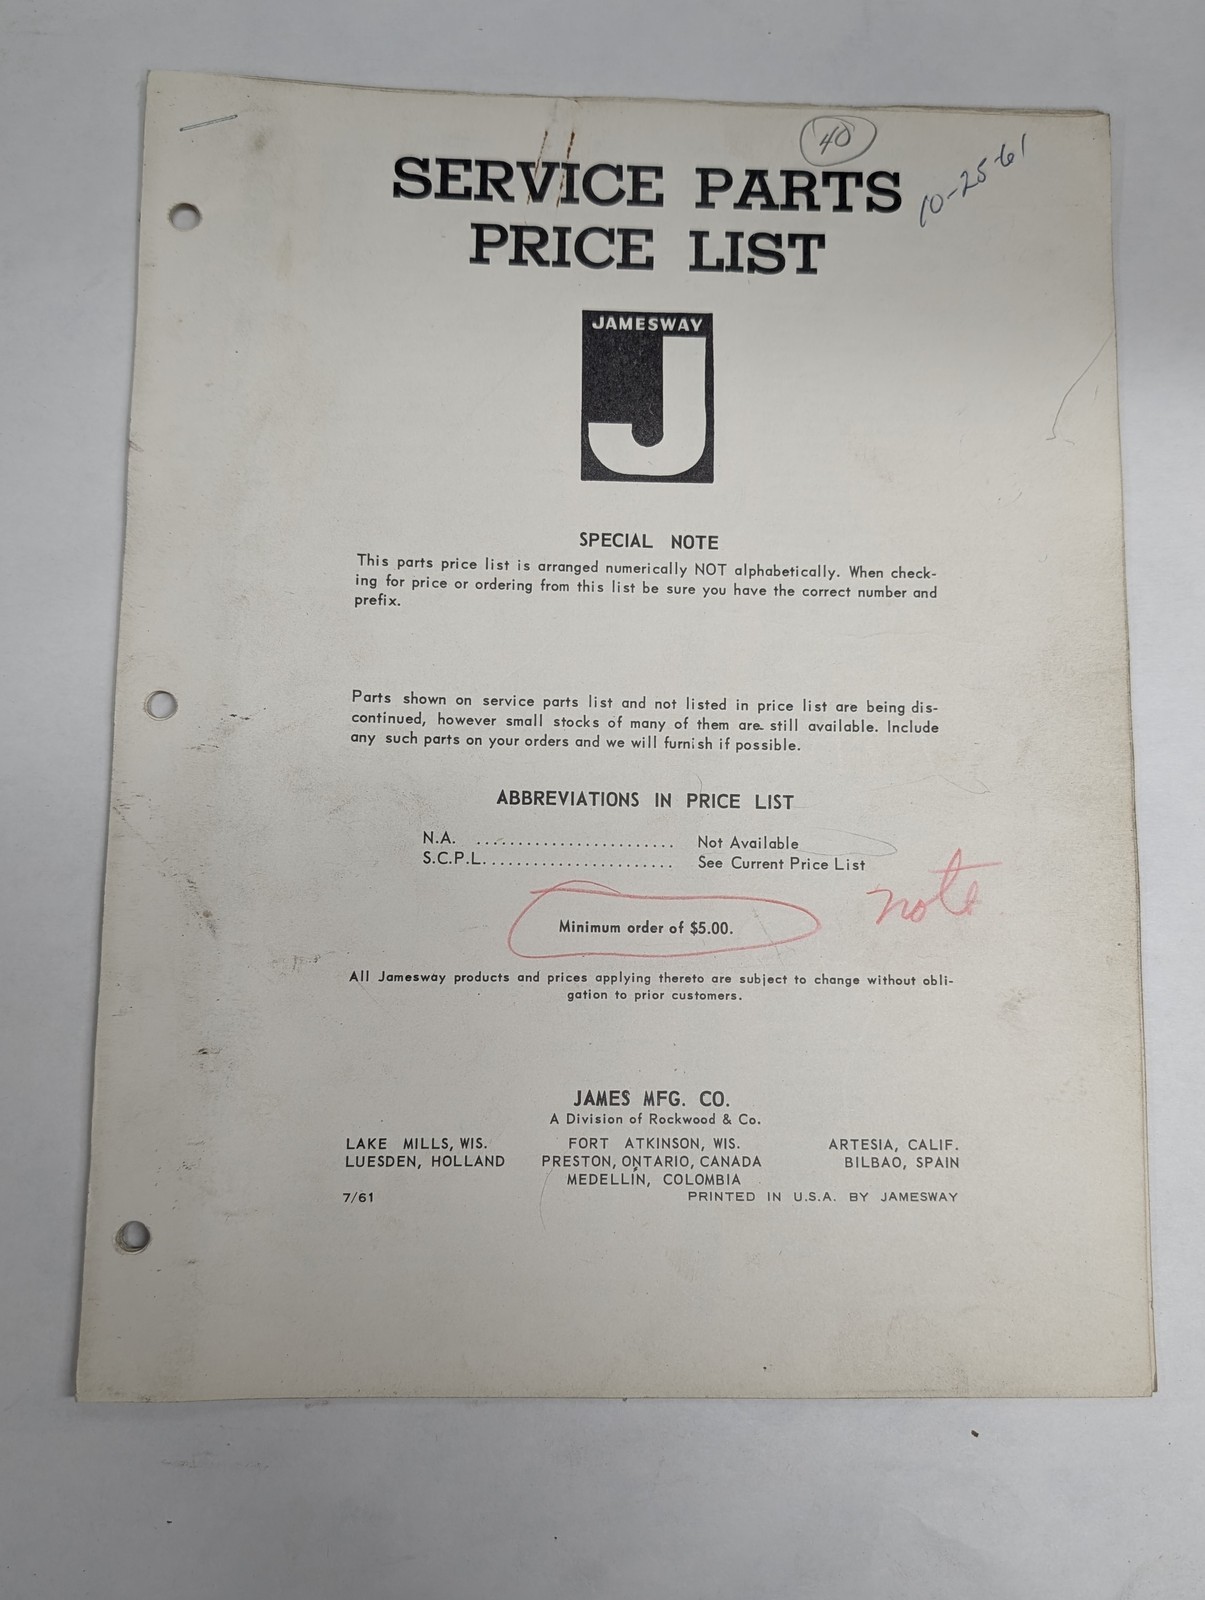 40
10-25-61
SERVICE PARTS
PRICE LIST
JAMESWAY
J
SPECIAL NOTE
This parts price list is arranged numerically NOT alphabetically. When check-
ing for price or ordering from this list be sure you have the correct number and
prefix.
Parts shown on service parts list and not listed in price list are being dis-
continued, however small stocks of many of them are still available. Include
any such parts on your orders and we will furnish if possible.
ABBREVIATIONS IN PRICE LIST
N.A. ........................ Not Available
S.C.P.L........................ See Current Price List
note
Minimum order of $5.00.
All Jamesway products and prices applying thereto are subject to change without obli-
gation to prior customers.
JAMES MFG. CO.
A Division of Rockwood & Co.
LAKE MILLS, WIS. FORT ATKINSON, WIS. ARTESIA, CALIF.
LUESDEN, HOLLAND PRESTON, ONTARIO, CANADA BILBAO, SPAIN
MEDELLIN, COLOMBIA
7/61 PRINTED IN U.S.A. BY JAMESWAY